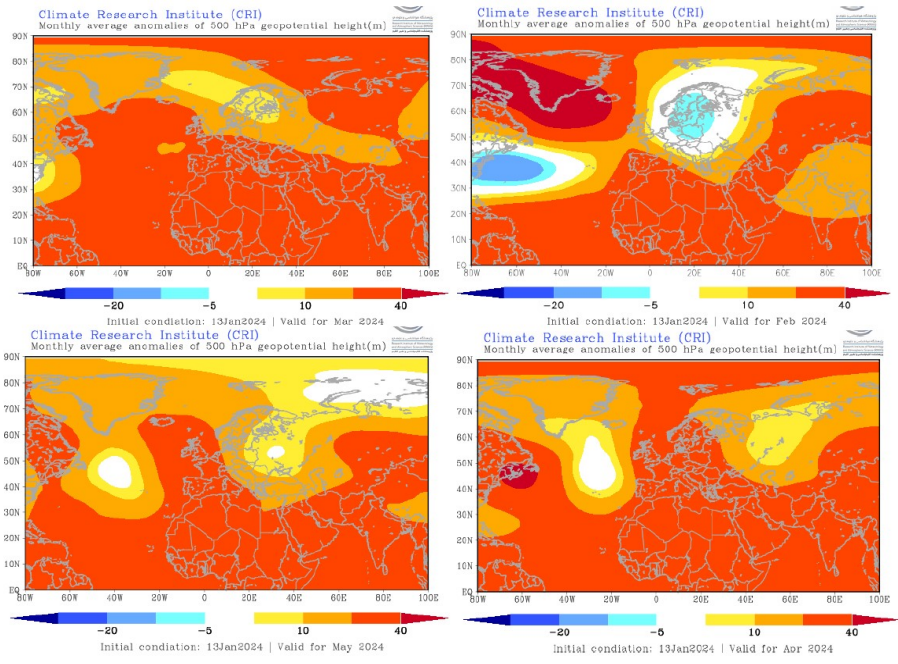 Climate Research Institute (CRI)
Monthly average anomalies of 500 hPa geopotential height(m)
90N
80N
70N
60N
50N
40N
30N
20N
10N
EQ
80W 60W 40W 20W 0 20E 40E 60E 80E 100E
-20 -5 10 40
Initial condiation: 13Jan2024 | Valid for Mar 2024
Climate Research Institute (CRI)
Monthly average anomalies of 500 hPa geopotential height(m)
90N
80N
70N
60N
50N
40N
30N
20N
10N
EQ
80W 60W 40W 20W 0 20E 40E 60E 80E 100E
-20 -5 10 40
Initial condiation: 13Jan2024 | Valid for Feb 2024
Climate Research Institute (CRI)
Monthly average anomalies of 500 hPa geopotential height(m)
90N
80N
70N
60N
50N
40N
30N
20N
10N
EQ
80W 60W 40W 20W 0 20E 40E 60E 80E 100E
-20 -5 10 40
Initial condiation: 13Jan2024 | Valid for May 2024
Climate Research Institute (CRI)
Monthly average anomalies of 500 hPa geopotential height(m)
90N
80N
70N
60N
50N
40N
30N
20N
10N
EQ
80W 60W 40W 20W 0 20E 40E 60E 80E 100E
-20 -5 10 40
Initial condiation: 13Jan2024 | Valid for Apr 2024